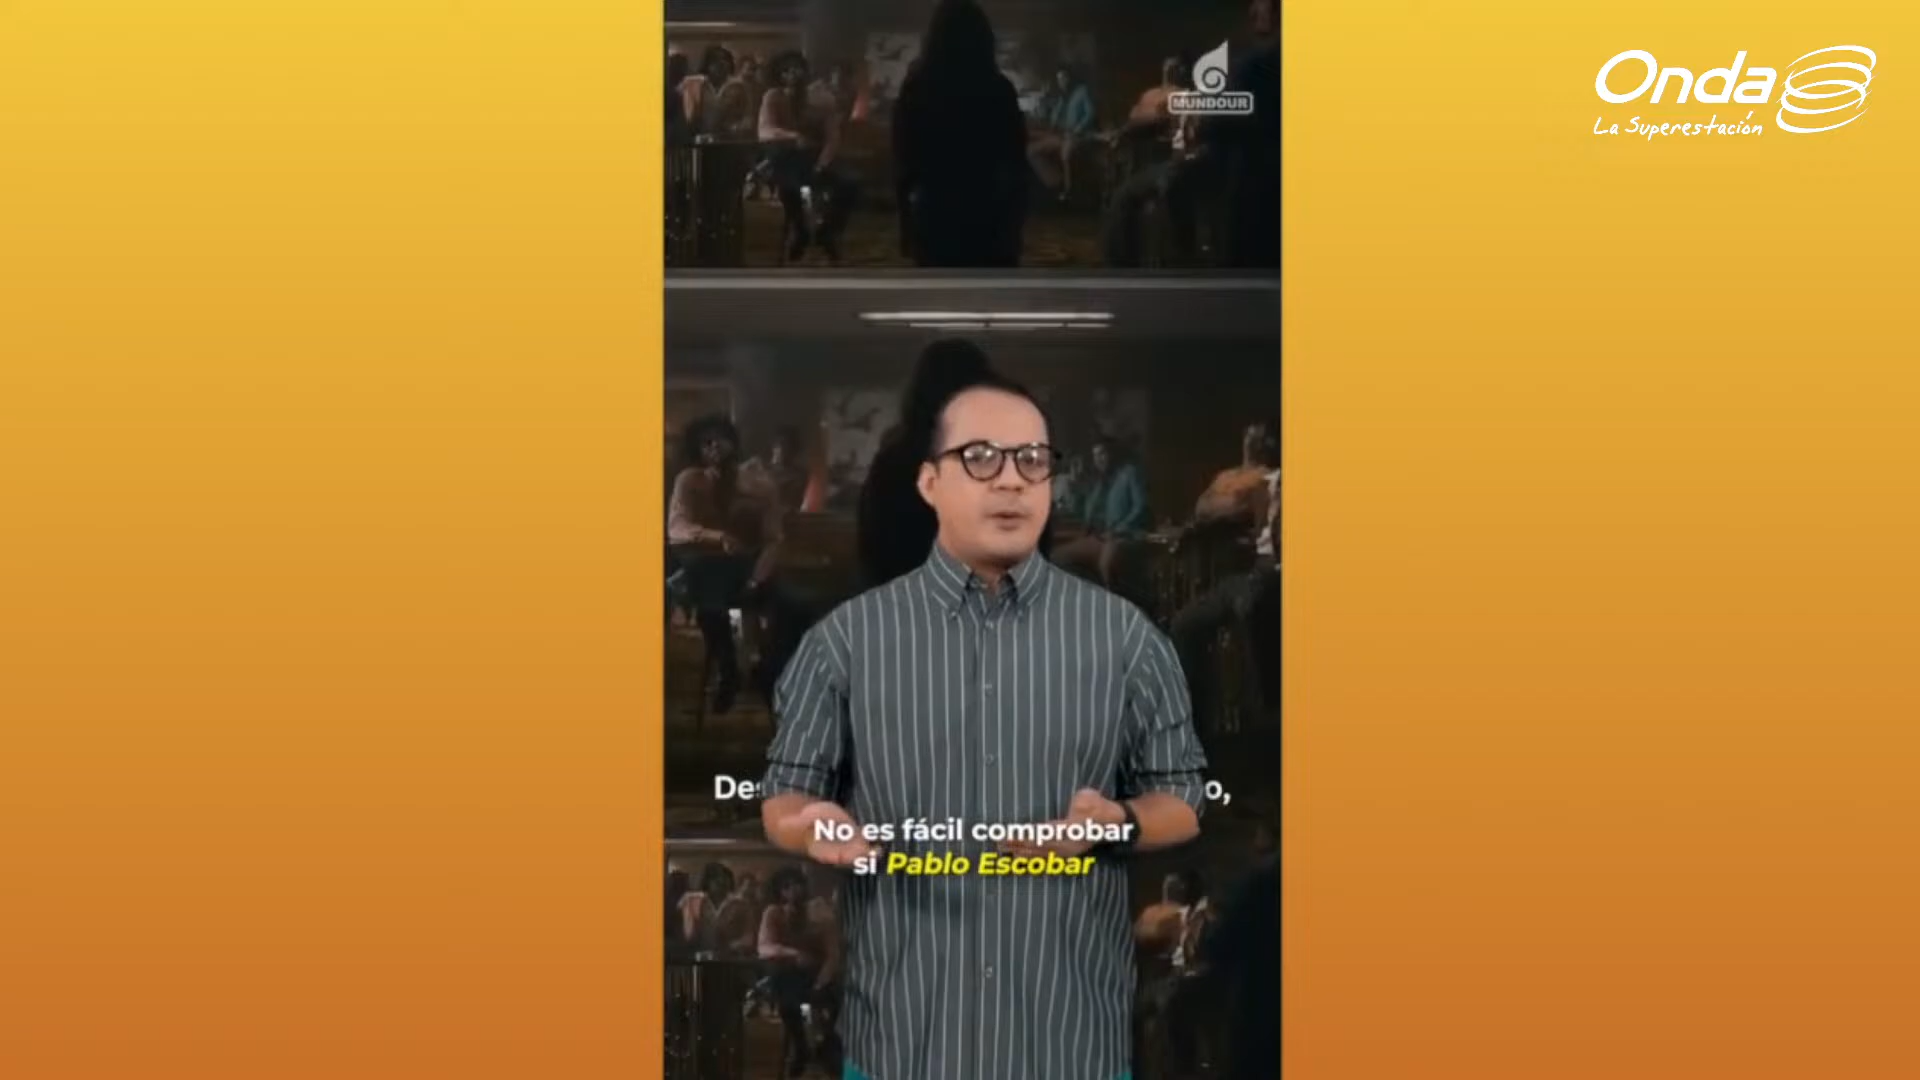 Onda
La Superestación
MUNDOUR
No es fácil comprobar
si Pablo Escobar